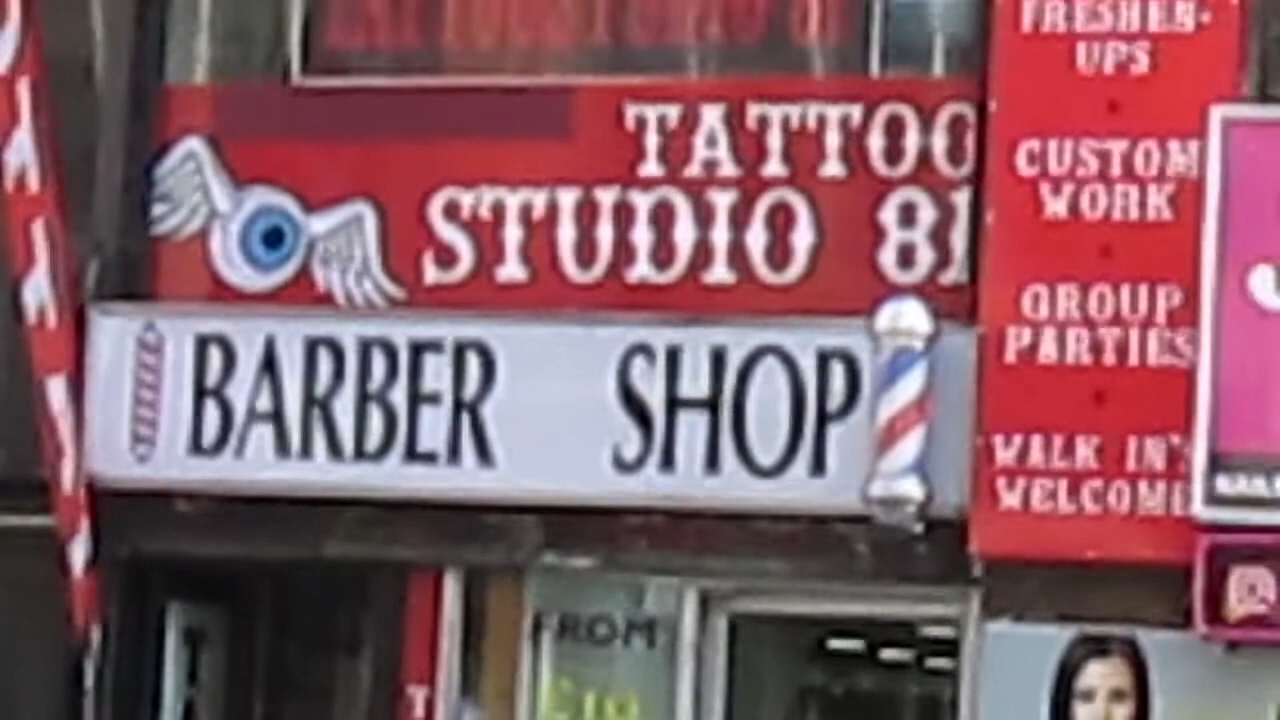 TATTOO
STUDIO 81
BARBER SHOP
FRESHEN-
UPS
CUSTOM
WORK
GROUP
PARTIES
WALK IN'S
WELCOME
FROM